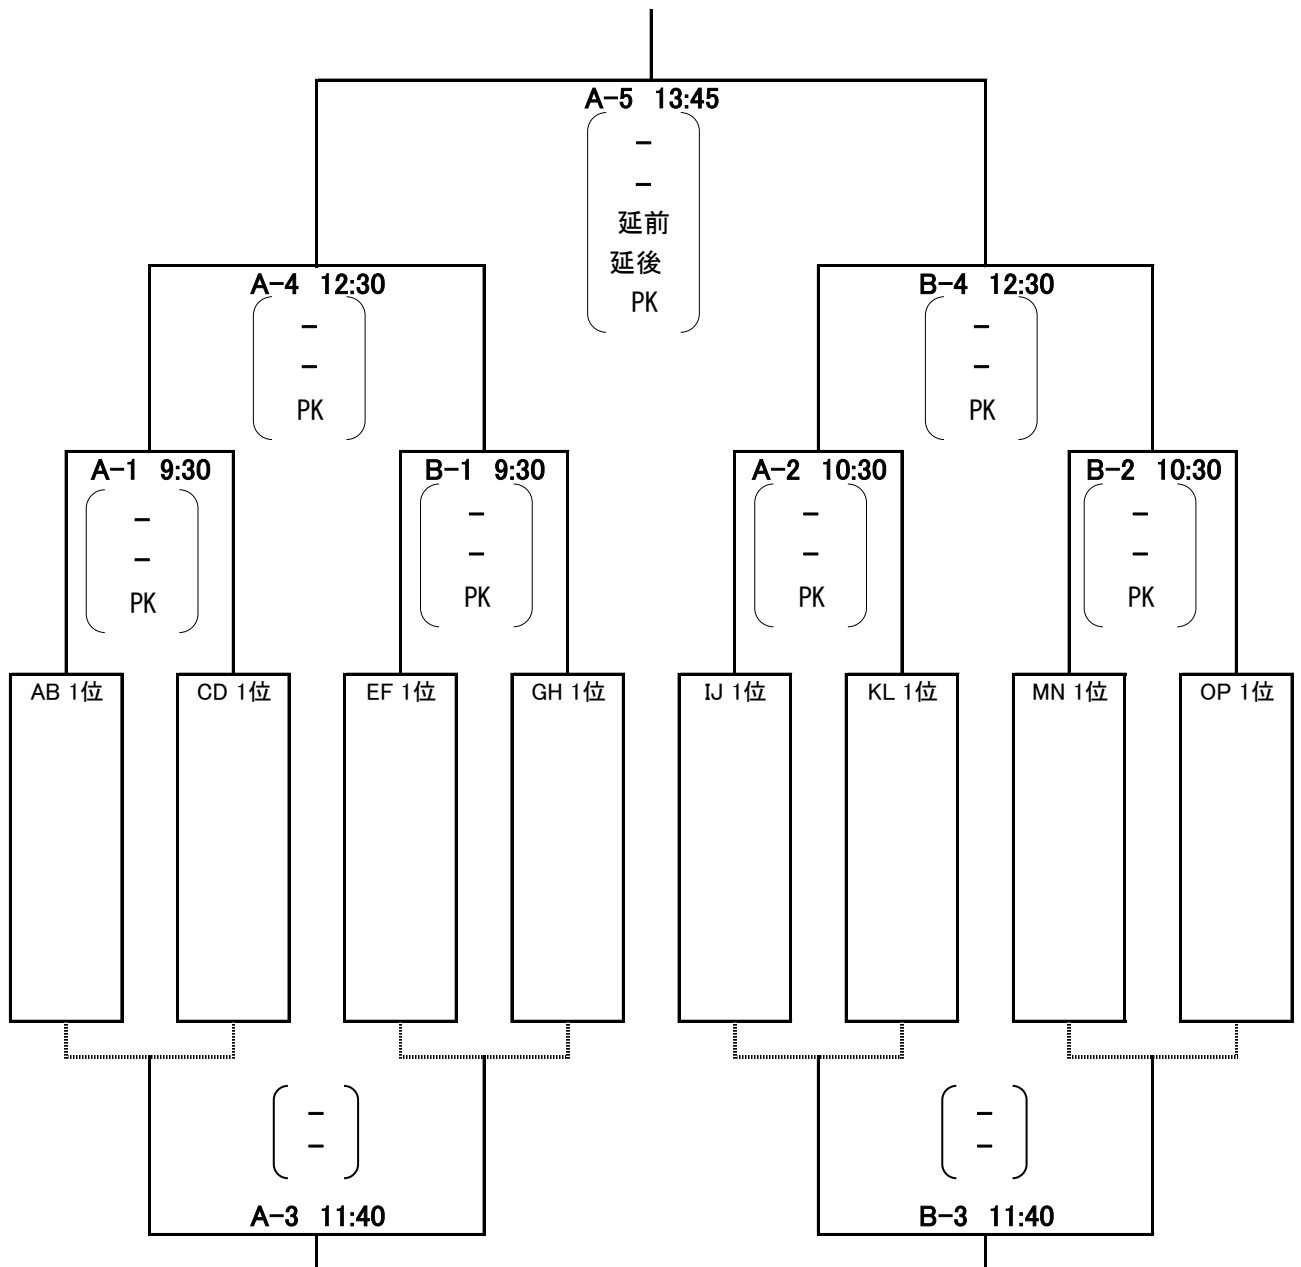 A-5 13:45
-
-
延前
延後
PK
A-4 12:30
-
-
PK
B-4 12:30
-
-
PK
A-1 9:30
-
-
PK
B-1 9:30
-
-
PK
A-2 10:30
-
-
PK
B-2 10:30
-
-
PK
AB 1位
CD 1位
EF 1位
GH 1位
IJ 1位
KL 1位
MN 1位
OP 1位
-
-
A-3 11:40
-
-
B-3 11:40